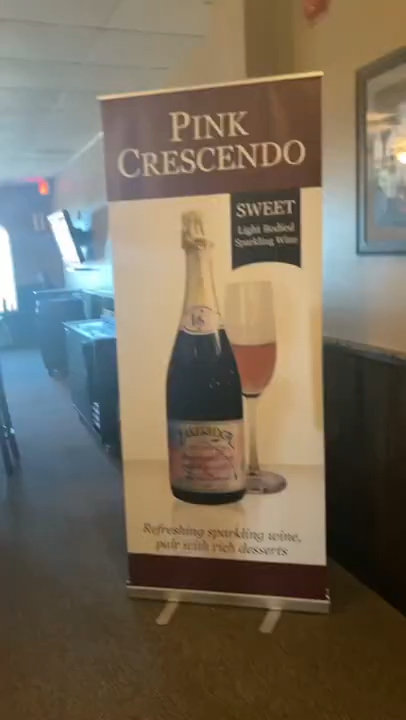 PINK
CRESCENDO
SWEET
Light Bodied
Sparkling Wine
Refreshing sparkling wine,
pair with rich desserts